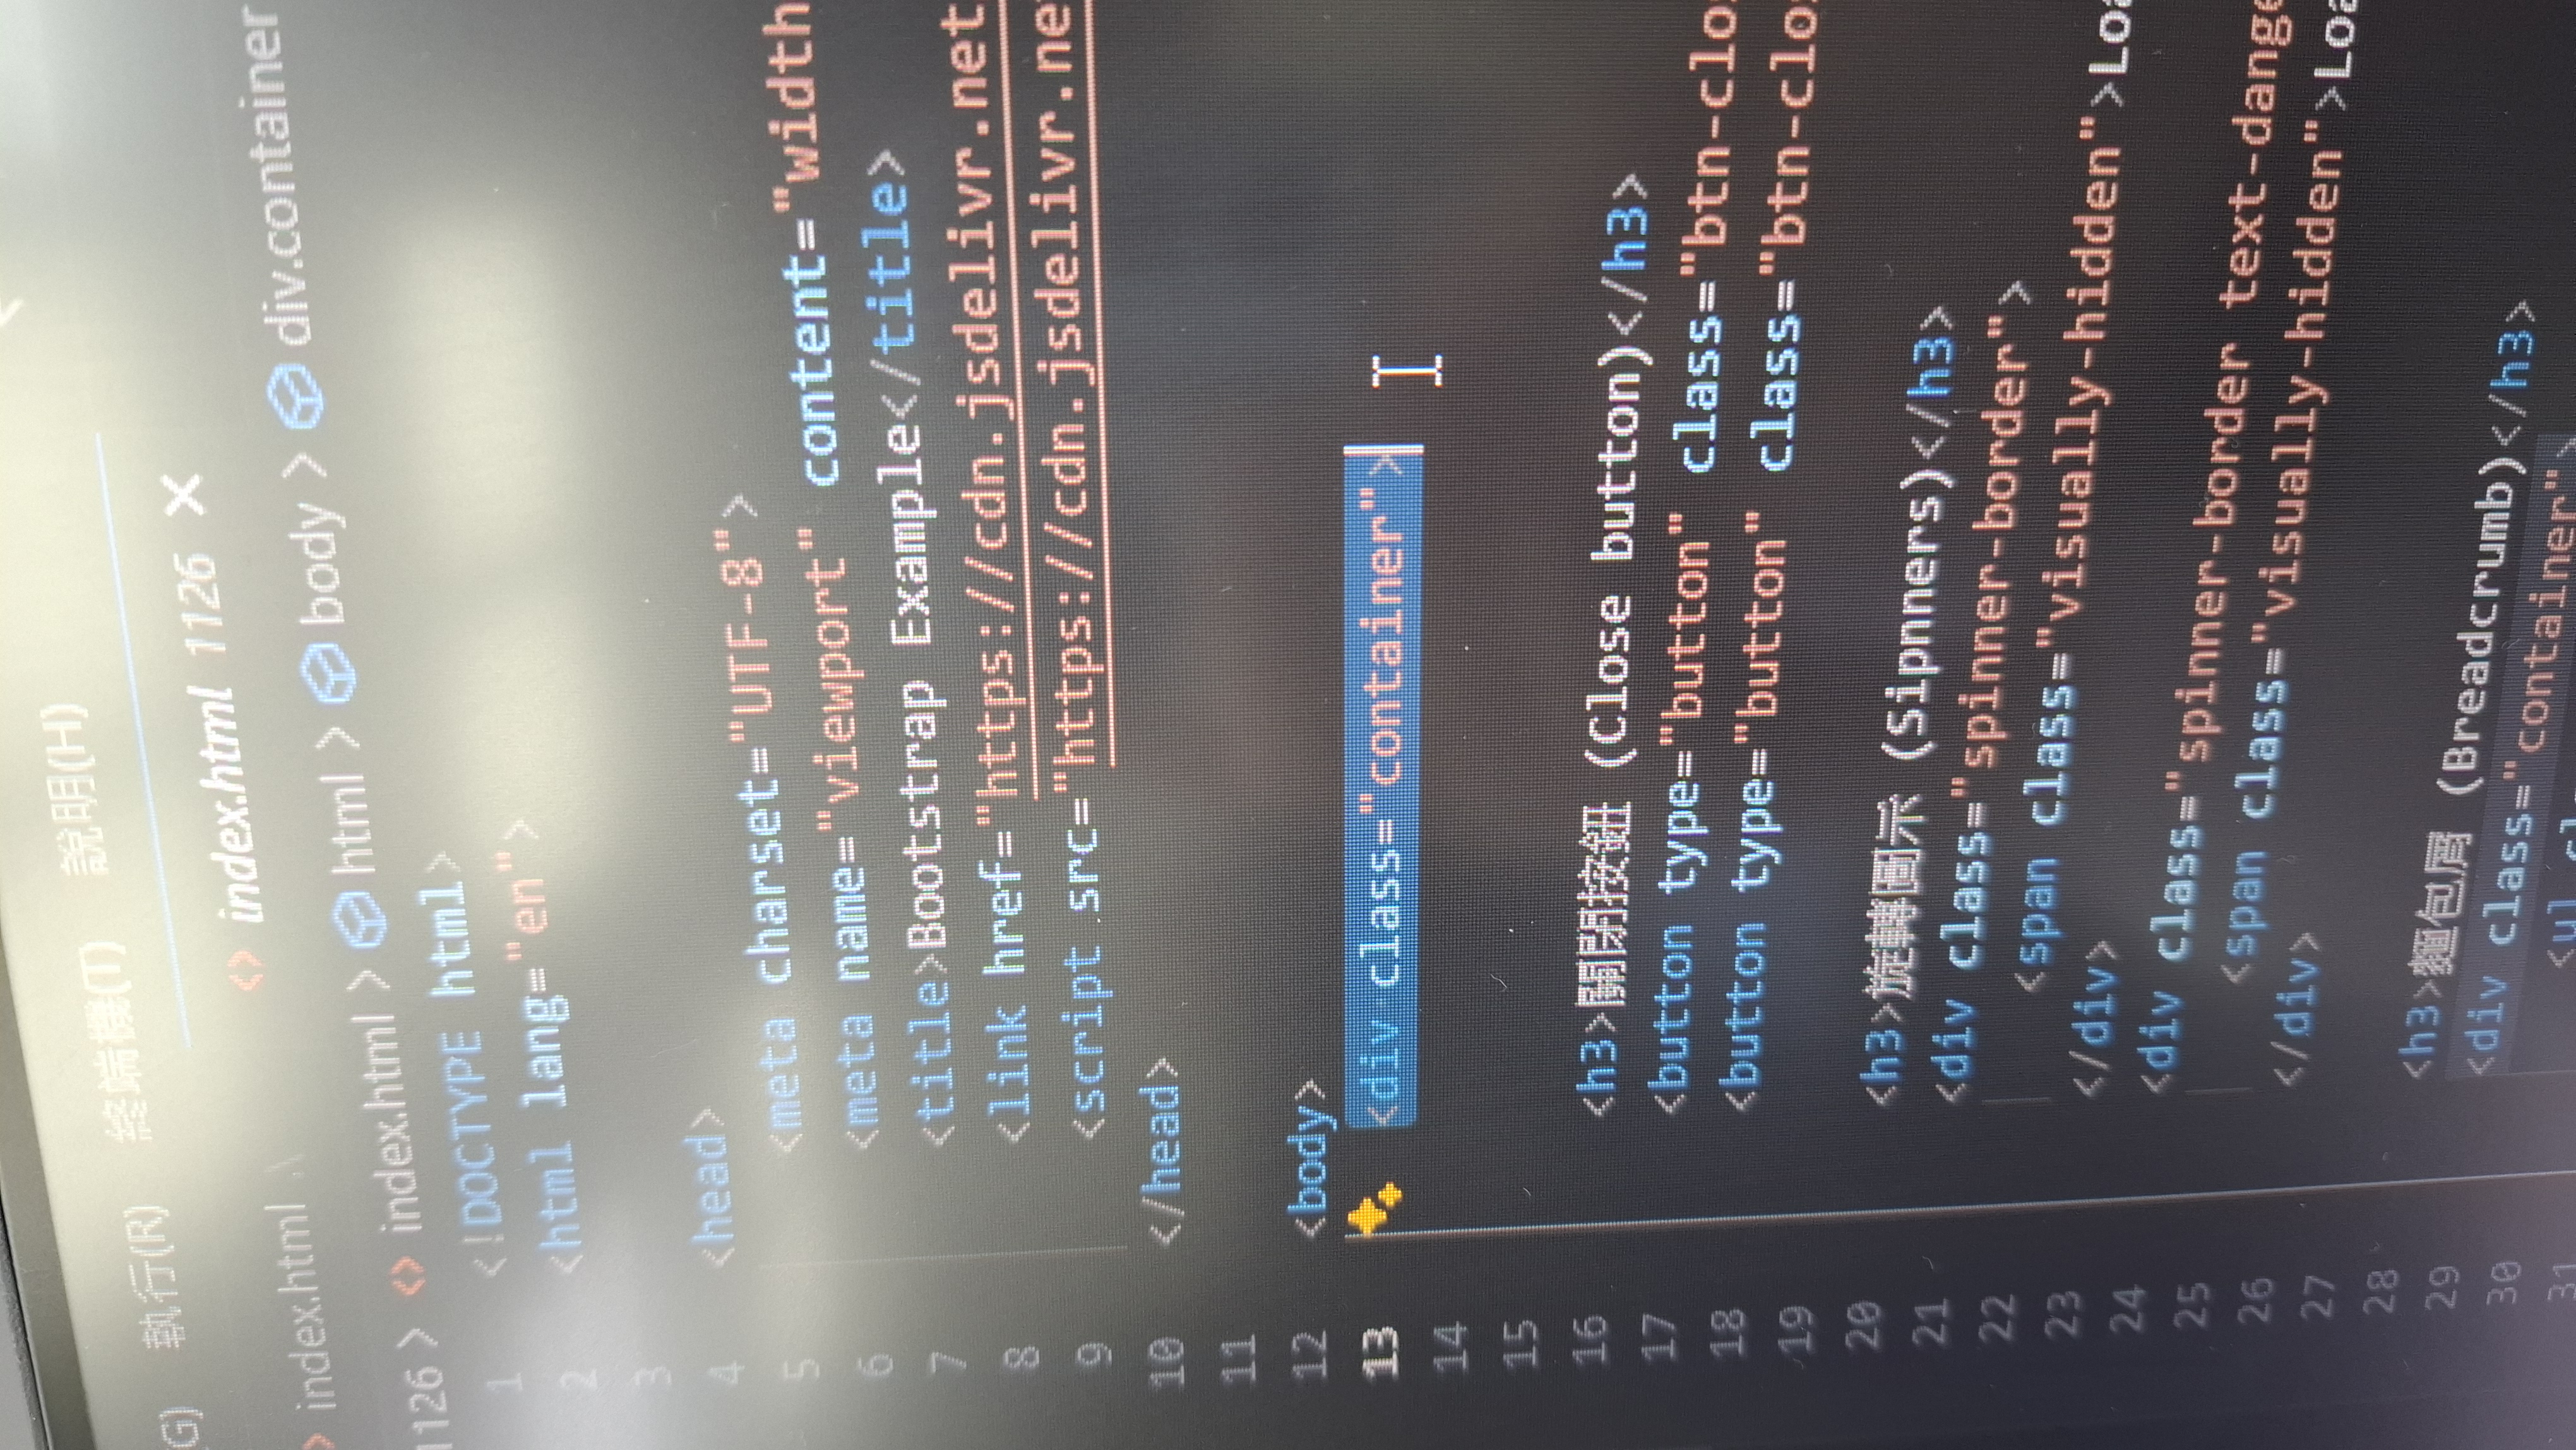 (G) 執行(R) 終端機(T) 說明(H)
index.html .\ index.html 1126 ×
1126 > index.html > html > body > div.container
1 <!DOCTYPE html>
2 <html lang="en">
3
4 <head>
5 <meta charset="UTF-8">
6 <meta name="viewport" content="width
7 <title>Bootstrap Example</title>
8 <link href="https://cdn.jsdelivr.net
9 <script src="https://cdn.jsdelivr.ne
10 </head>
11
12 <body>
13 <div class="container">
14
15
16 <h3>關閉按鈕 (Close button)</h3>
17 <button type="button" class="btn-clo
18 <button type="button" class="btn-clo
19
20 <h3>旋轉圖示 (Sipnners)</h3>
21 <div class="spinner-border">
22 <span class="visually-hidden">Loa
23 </div>
24 <div class="spinner-border text-dange
25 <span class="visually-hidden">Loa
26 </div>
27
28 <h3>麵包屑 (Breadcrumb)</h3>
29 <div class="container">
30 <ul cl
31